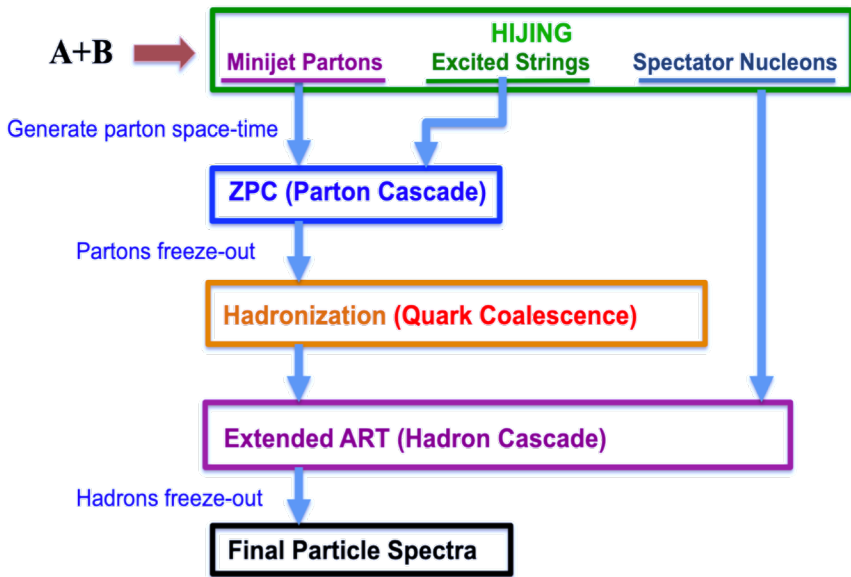 HIJING
A+B
Minijet Partons Excited Strings Spectator Nucleons
Generate parton space-time
ZPC (Parton Cascade)
Partons freeze-out
Hadronization (Quark Coalescence)
Extended ART (Hadron Cascade)
Hadrons freeze-out
Final Particle Spectra